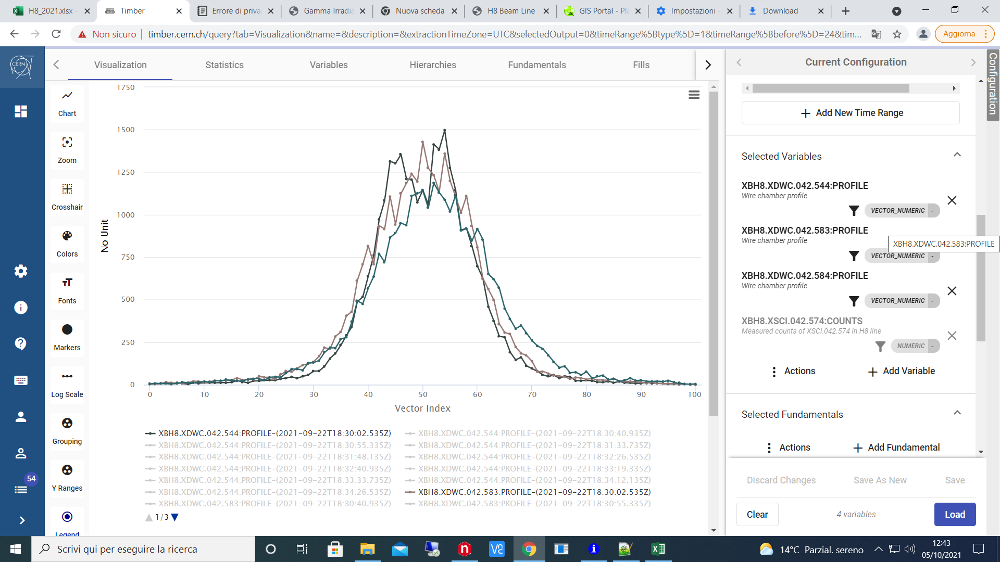 H8_2021.xlsx -
Timber
Errore di priva
Gamma Irradia
Nuova scheda
H8 Beam Line
GIS Portal - Pla
Impostazioni -
Download
Non sicuro
timber.cern.ch/query?tab=Visualization&name=&description=&extractionTimeZone=UTC&selectedOutput=0&timeRange%5Btype%5D=1&timeRange%5Bbefore%5D=24&tim...
Aggiorna
CERN
Visualization
Statistics
Variables
Hierarchies
Fundamentals
Fills
Current Configuration
Configuration
Chart
Zoom
Crosshair
Colors
Fonts
Markers
Log Scale
Grouping
Y Ranges
Legend
54
1750
1500
1250
1000
750
500
250
0
No Unit
0 10 20 30 40 50 60 70 80 90 100
Vector Index
XBH8.XDWC.042.544:PROFILE-(2021-09-22T18:30:02.535Z)
XBH8.XDWC.042.544:PROFILE-(2021-09-22T18:30:40.935Z)
XBH8.XDWC.042.544:PROFILE-(2021-09-22T18:30:55.335Z)
XBH8.XDWC.042.544:PROFILE-(2021-09-22T18:31:33.735Z)
XBH8.XDWC.042.544:PROFILE-(2021-09-22T18:31:48.135Z)
XBH8.XDWC.042.544:PROFILE-(2021-09-22T18:32:26.535Z)
XBH8.XDWC.042.544:PROFILE-(2021-09-22T18:32:40.935Z)
XBH8.XDWC.042.544:PROFILE-(2021-09-22T18:33:19.335Z)
XBH8.XDWC.042.544:PROFILE-(2021-09-22T18:33:33.735Z)
XBH8.XDWC.042.544:PROFILE-(2021-09-22T18:34:12.135Z)
XBH8.XDWC.042.544:PROFILE-(2021-09-22T18:34:26.535Z)
XBH8.XDWC.042.583:PROFILE-(2021-09-22T18:30:02.535Z)
XBH8.XDWC.042.583:PROFILE-(2021-09-22T18:30:40.935Z)
XBH8.XDWC.042.583:PROFILE-(2021-09-22T18:30:55.335Z)
1/3
Add New Time Range
Selected Variables
XBH8.XDWC.042.544:PROFILE
Wire chamber profile
VECTOR_NUMERIC -
XBH8.XDWC.042.583:PROFILE
Wire chamber profile
XBH8.XDWC.042.583:PROFILE
VECTOR_NUMERIC -
XBH8.XDWC.042.584:PROFILE
Wire chamber profile
VECTOR_NUMERIC -
XBH8.XSCI.042.574:COUNTS
Measured counts of XSCI.042.574 in H8 line
NUMERIC -
Actions
Add Variable
Selected Fundamentals
Actions
Add Fundamental
Discard Changes
Save As New
Save
Clear
4 variables
Load
Scrivi qui per eseguire la ricerca
14°C Parzial. sereno
12:43
05/10/2021